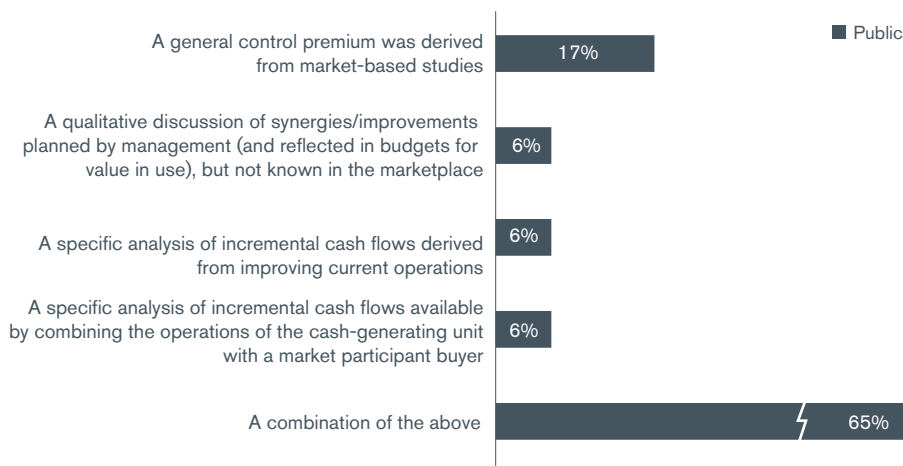 Public
A general control premium was derived
from market-based studies
17%
A qualitative discussion of synergies/improvements
planned by management (and reflected in budgets for
value in use), but not known in the marketplace
6%
A specific analysis of incremental cash flows derived
from improving current operations
6%
A specific analysis of incremental cash flows available
by combining the operations of the cash-generating unit
with a market participant buyer
6%
A combination of the above
65%